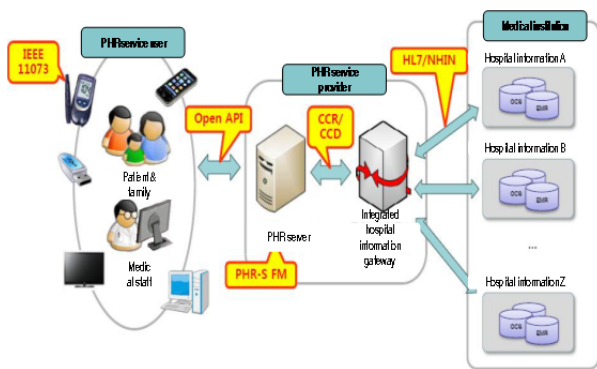 PHR service user
IEEE
11073
Patient &
family
Medic
al staff
Open API
PHR service
provider
CCR/
CCD
PHR server
PHR-S FM
Integrated
hospital
information
gateway
HL7/NHIN
Medical institution
Hospital information A
OCS
EMR
Hospital information B
OCS
EMR
...
Hospital information Z
OCS
EMR